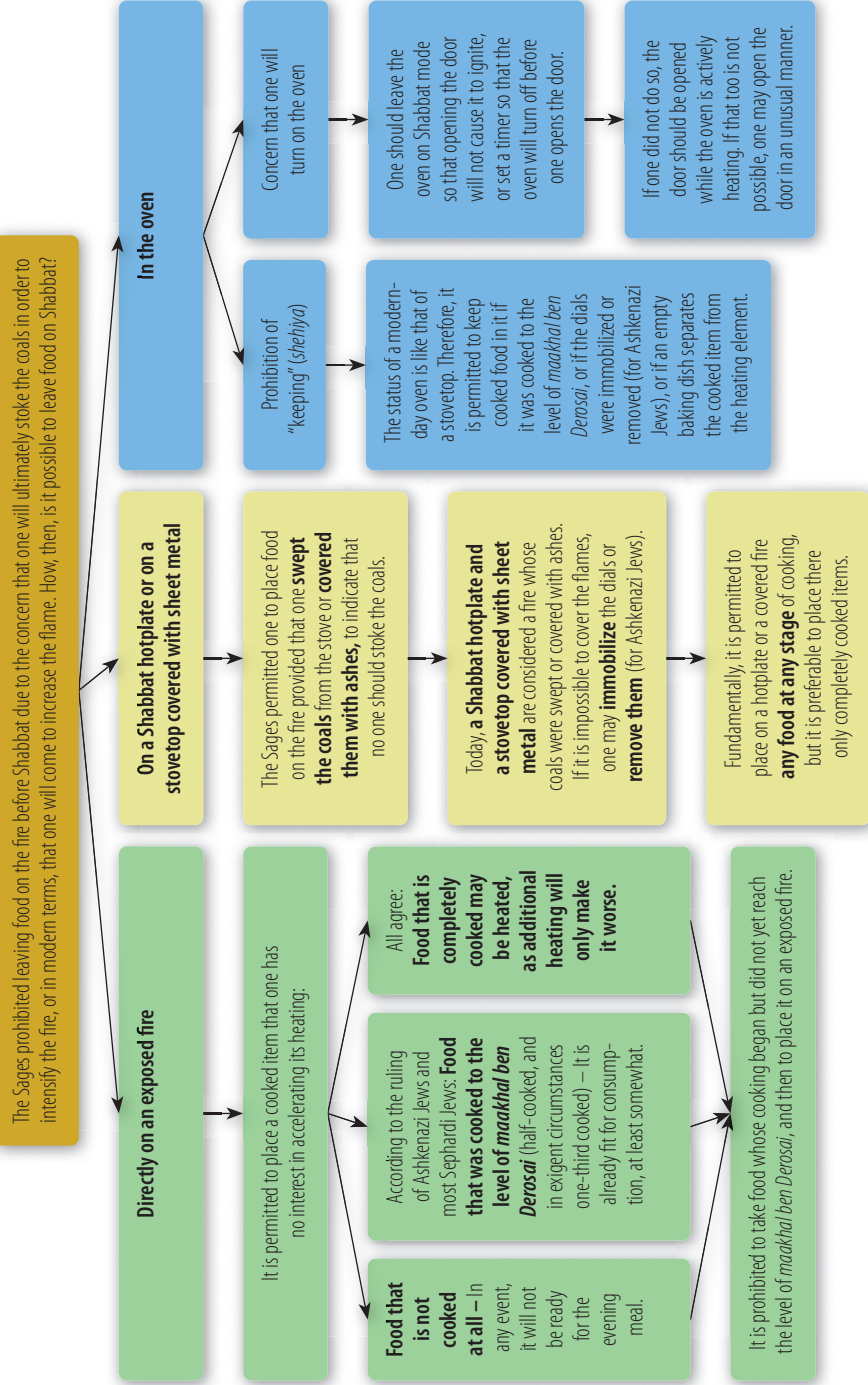 The Sages prohibited leaving food on the fire before Shabbat due to the concern that one will ultimately stoke the coals in order to
intensify the fire, or in modern terms, that one will come to increase the flame. How, then, is it possible to leave food on Shabbat?
Directly on an exposed fire
It is permitted to place a cooked item that one has
no interest in accelerating its heating:
Food that
is not
cooked
at all – In
any event,
it will not
be ready
for the
evening
meal.
According to the ruling
of Ashkenazi Jews and
most Sephardi Jews: Food
that was cooked to the
level of maakhal ben
Derosai (half-cooked, and
in exigent circumstances
one-third cooked) – It is
already fit for consump-
tion, at least somewhat.
All agree:
Food that is
completely
cooked may
be heated,
as additional
heating will
only make
it worse.
It is prohibited to take food whose cooking began but did not yet reach
the level of maakhal ben Derosai, and then to place it on an exposed fire.
On a Shabbat hotplate or on a
stovetop covered with sheet metal
The Sages permitted one to place food
on the fire provided that one swept
the coals from the stove or covered
them with ashes, to indicate that
no one should stoke the coals.
Today, a Shabbat hotplate and
a stovetop covered with sheet
metal are considered a fire whose
coals were swept or covered with ashes.
If it is impossible to cover the flames,
one may immobilize the dials or
remove them (for Ashkenazi Jews).
Fundamentally, it is permitted to
place on a hotplate or a covered fire
any food at any stage of cooking,
but it is preferable to place there
only completely cooked items.
In the oven
Prohibition of
“keeping” (shehiya)
The status of a modern-
day oven is like that of
a stovetop. Therefore, it
is permitted to keep
cooked food in it if
it was cooked to the
level of maakhal ben
Derosai, or if the dials
were immobilized or
removed (for Ashkenazi
Jews), or if an empty
baking dish separates
the cooked item from
the heating element.
Concern that one will
turn on the oven
One should leave the
oven on Shabbat mode
so that opening the door
will not cause it to ignite,
or set a timer so that the
oven will turn off before
one opens the door.
If one did not do so, the
door should be opened
while the oven is actively
heating. If that too is not
possible, one may open the
door in an unusual manner.